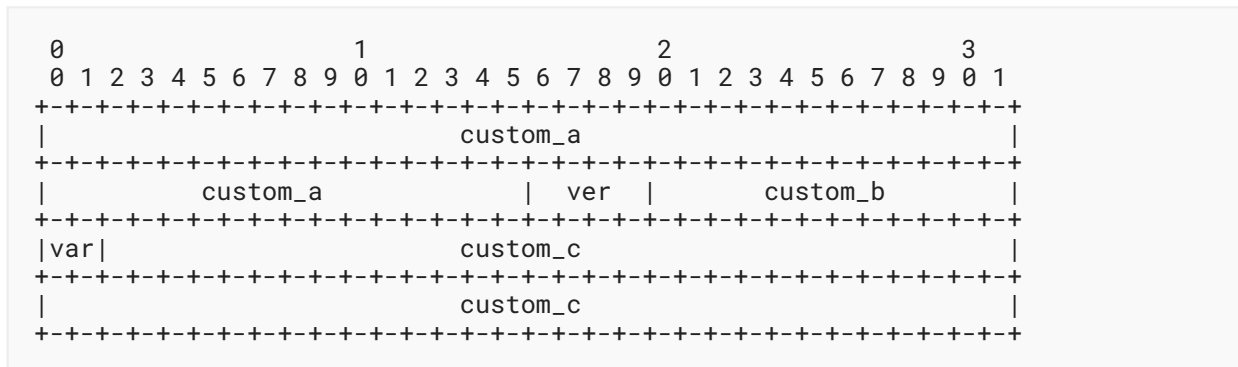 0                   1                   2                   3
 0 1 2 3 4 5 6 7 8 9 0 1 2 3 4 5 6 7 8 9 0 1 2 3 4 5 6 7 8 9 0 1
+-+-+-+-+-+-+-+-+-+-+-+-+-+-+-+-+-+-+-+-+-+-+-+-+-+-+-+-+-+-+-+-+
|                           custom_a                            |
+-+-+-+-+-+-+-+-+-+-+-+-+-+-+-+-+-+-+-+-+-+-+-+-+-+-+-+-+-+-+-+-+
|          custom_a             |  ver  |       custom_b        |
+-+-+-+-+-+-+-+-+-+-+-+-+-+-+-+-+-+-+-+-+-+-+-+-+-+-+-+-+-+-+-+-+
|var|                       custom_c                            |
+-+-+-+-+-+-+-+-+-+-+-+-+-+-+-+-+-+-+-+-+-+-+-+-+-+-+-+-+-+-+-+-+
|                           custom_c                            |
+-+-+-+-+-+-+-+-+-+-+-+-+-+-+-+-+-+-+-+-+-+-+-+-+-+-+-+-+-+-+-+-+